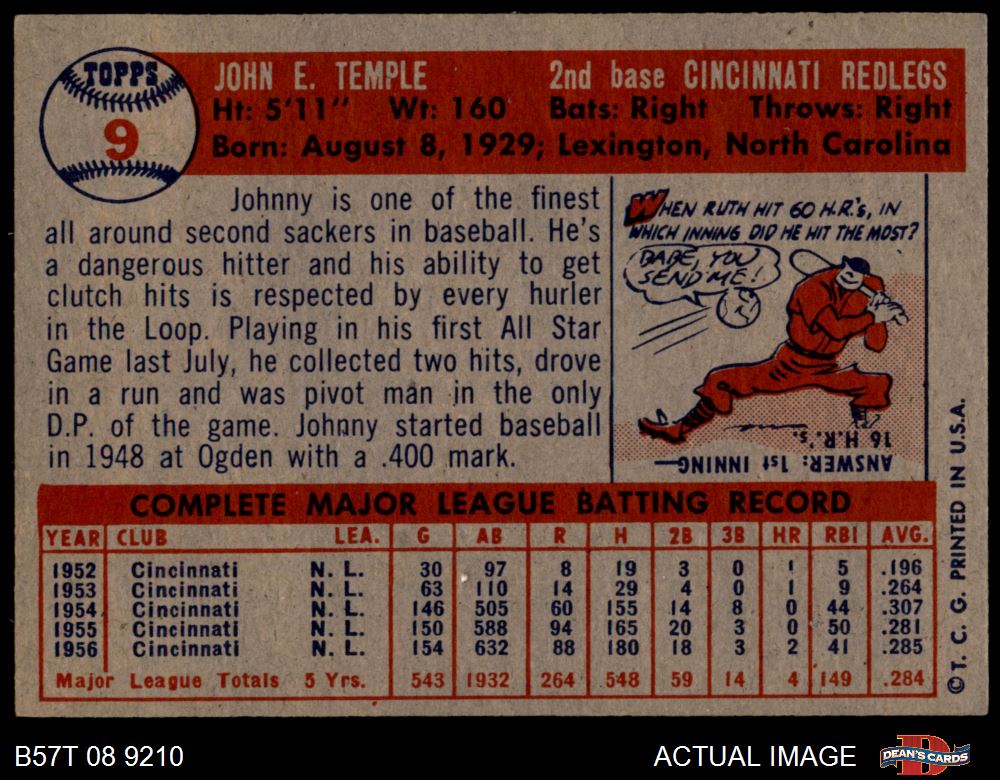 TOPPS
9
JOHN E. TEMPLE 2nd base CINCINNATI REDLEGS
Ht: 5'11" Wt: 160 Bats: Right Throws: Right
Born: August 8, 1929; Lexington, North Carolina
Johnny is one of the finest
all around second sackers in baseball. He's
a dangerous hitter and his ability to get
clutch hits is respected by every hurler
in the Loop. Playing in his first All Star
Game last July, he collected two hits, drove
in a run and was pivot man in the only
D.P. of the game. Johnny started baseball
in 1948 at Ogden with a .400 mark.
WHEN RUTH HIT 60 H.R.'s, IN
WHICH INNING DID HE HIT THE MOST?
BABE, YOU
SEND ME!
ANSWER: 1st INNING—
16 H.R.'s.
COMPLETE MAJOR LEAGUE BATTING RECORD
YEAR CLUB LEA. G AB R H 2B 3B HR RBI AVG.
1952 Cincinnati N. L. 30 97 8 19 3 0 1 5 .196
1953 Cincinnati N. L. 63 110 14 29 4 0 1 9 .264
1954 Cincinnati N. L. 146 505 60 155 14 8 0 44 .307
1955 Cincinnati N. L. 150 588 94 165 20 3 0 50 .281
1956 Cincinnati N. L. 154 632 88 180 18 3 2 41 .285
Major League Totals 5 Yrs. 543 1932 264 548 59 14 4 149 .284
© T. C. G. PRINTED IN U.S.A.
B57T 08 9210
ACTUAL IMAGE
DEAN'S CARDS